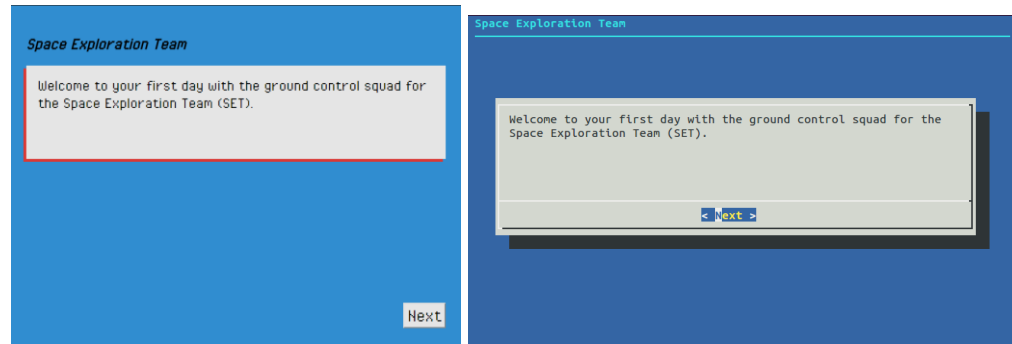 Space Exploration Team
Welcome to your first day with the ground control squad for
the Space Exploration Team (SET).
Next
Space Exploration Team
Welcome to your first day with the ground control squad for the
Space Exploration Team (SET).
< Next >